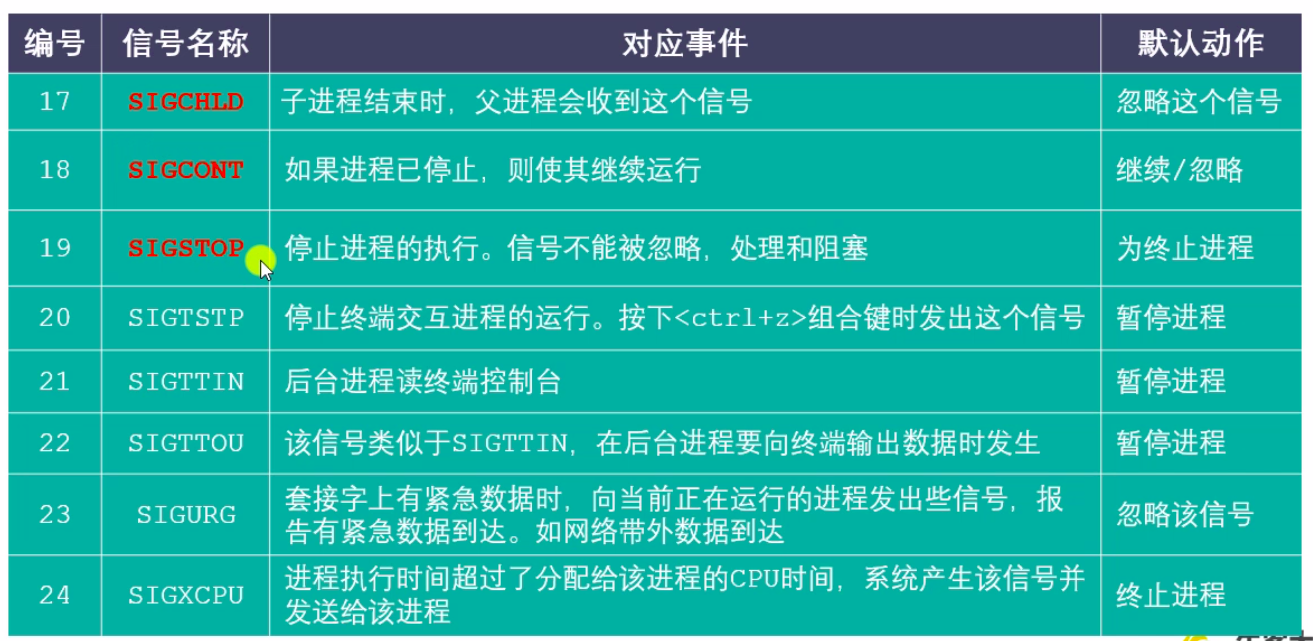 编号 信号名称 对应事件 默认动作
17 SIGCHLD 子进程结束时，父进程会收到这个信号 忽略这个信号
18 SIGCONT 如果进程已停止，则使其继续运行 继续/忽略
19 SIGSTOP 停止进程的执行。信号不能被忽略，处理和阻塞 为终止进程
20 SIGTSTP 停止终端交互进程的运行。按下<ctrl+z>组合键时发出这个信号 暂停进程
21 SIGTTIN 后台进程读终端控制台 暂停进程
22 SIGTTOU 该信号类似于SIGTTIN，在后台进程要向终端输出数据时发生 暂停进程
23 SIGURG 套接字上有紧急数据时，向当前正在运行的进程发出些信号，报
告有紧急数据到达。如网络带外数据到达 忽略该信号
24 SIGXCPU 进程执行时间超过了分配给该进程的CPU时间，系统产生该信号并
发送给该进程 终止进程